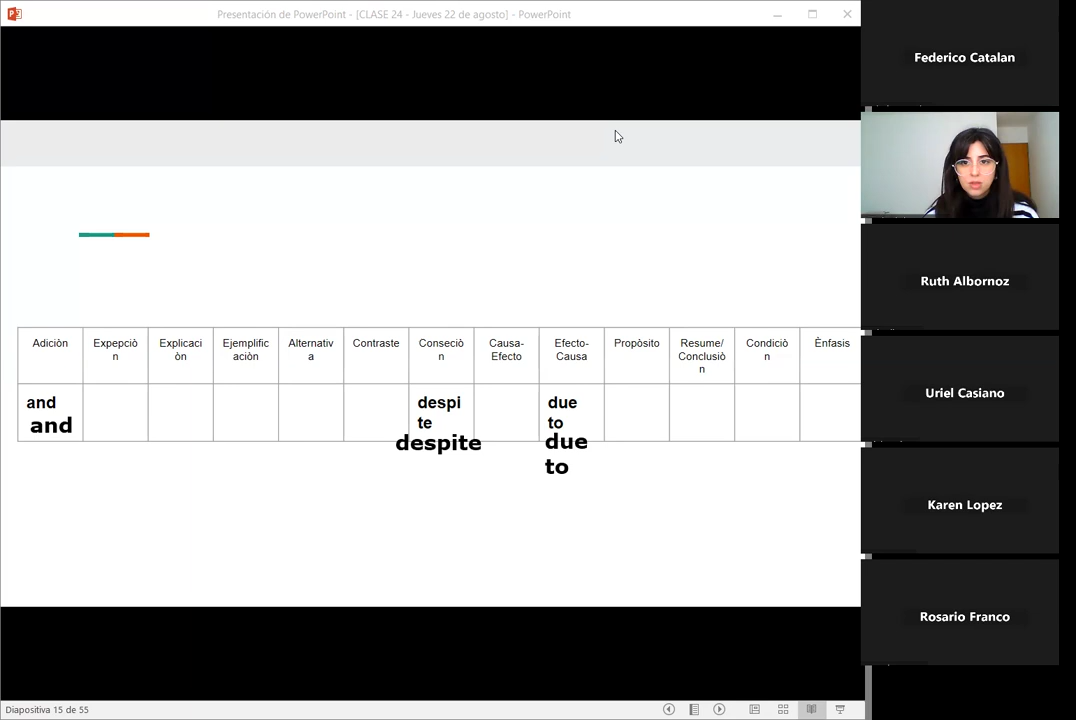 Presentación de PowerPoint - [CLASE 24 - Jueves 22 de agosto] - PowerPoint
Federico Catalan
Ruth Albornoz
Uriel Casiano
Karen Lopez
Rosario Franco
Adiciòn
Expepciò
n
Explicaci
òn
Ejemplific
aciòn
Alternativ
a
Contraste
Conseciò
n
Causa-
Efecto
Efecto-
Causa
Propòsito
Resume/
Conclusiò
n
Condiciò
n
Ènfasis
and
and
despi
te
despite
due
to
due
to
Diapositiva 15 de 55